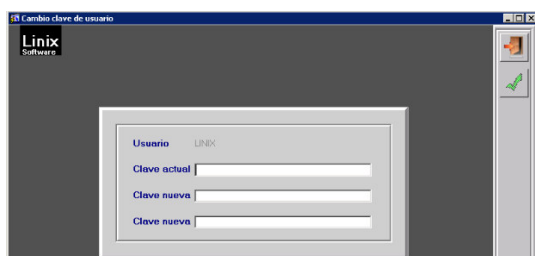 Cambio clave de usuario
Linix
Software
Usuario LINIX
Clave actual
Clave nueva
Clave nueva